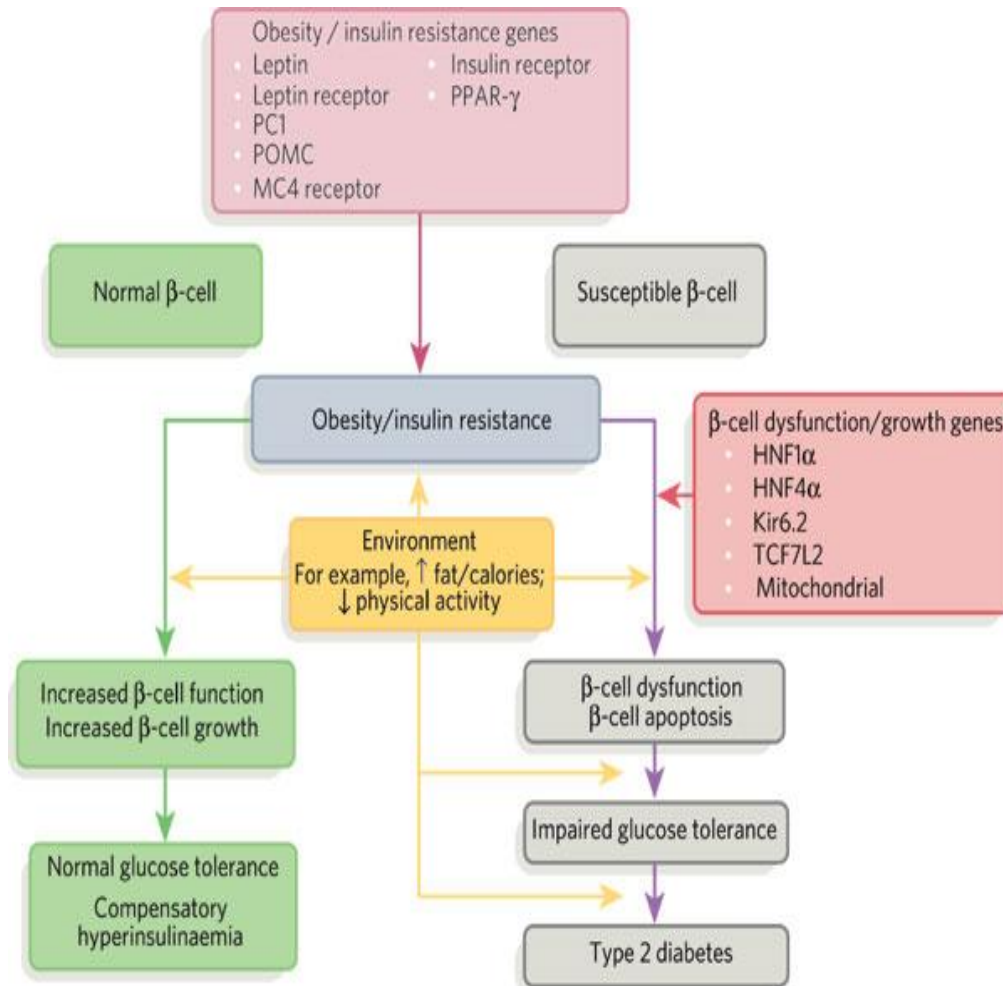 Obesity / insulin resistance genes
Leptin
Leptin receptor
PC1
POMC
MC4 receptor
Insulin receptor
PPAR-γ
Normal β-cell
Susceptible β-cell
Obesity/insulin resistance
β-cell dysfunction/growth genes
HNF1α
HNF4α
Kir6.2
TCF7L2
Mitochondrial
Environment
For example, ↑ fat/calories;
↓ physical activity
Increased β-cell function
Increased β-cell growth
β-cell dysfunction
β-cell apoptosis
Impaired glucose tolerance
Normal glucose tolerance
Compensatory
hyperinsulinaemia
Type 2 diabetes